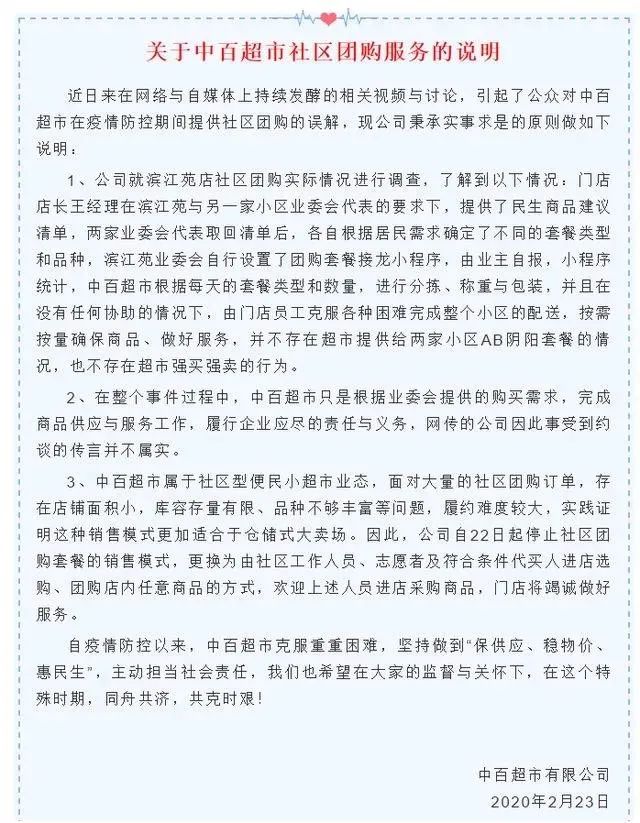 关于中百超市社区团购服务的说明
近日来在网络与自媒体上持续发酵的相关视频与讨论，引起了公众对中百
超市在疫情防控期间提供社区团购的误解，现公司秉承实事求是的原则做如下
说明：
1、公司就滨江苑店社区团购实际情况进行调查，了解到以下情况：门店
店长王经理在滨江苑与另一家小区业委会代表的要求下，提供了民生商品建议
清单，两家业委会代表取回清单后，各自根据居民需求确定了不同的套餐类型
和品种，滨江苑业委会自行设置了团购套餐接龙小程序，由业主自报，小程序
统计，中百超市根据每天的套餐类型和数量，进行分拣、称重与包装，并且在
没有任何协助的情况下，由门店员工克服各种困难完成整个小区的配送，按需
按量确保商品、做好服务，并不存在超市提供给两家小区AB阴阳套餐的情
况，也不存在超市强买强卖的行为。
2、在整个事件过程中，中百超市只是根据业委会提供的购买需求，完成
商品供应与服务工作，履行企业应尽的责任与义务，网传的公司因此事受到约
谈的传言并不属实。
3、中百超市属于社区型便民小超市业态，面对大量的社区团购订单，存
在店铺面积小，库容存量有限、品种不够丰富等问题，履约难度较大，实践证
明这种销售模式更加适合于仓储式大卖场。因此，公司自22日起停止社区团
购套餐的销售模式，更换为由社区工作人员、志愿者及符合条件代买人进店选
购、团购店内任意商品的方式，欢迎上述人员进店采购商品，门店将竭诚做好
服务。
自疫情防控以来，中百超市克服重重困难，坚持做到“保供应、稳物价、
惠民生”，主动担当社会责任，我们也希望在大家的监督与关怀下，在这个特
殊时期，同舟共济，共克时艰！
中百超市有限公司
2020年2月23日